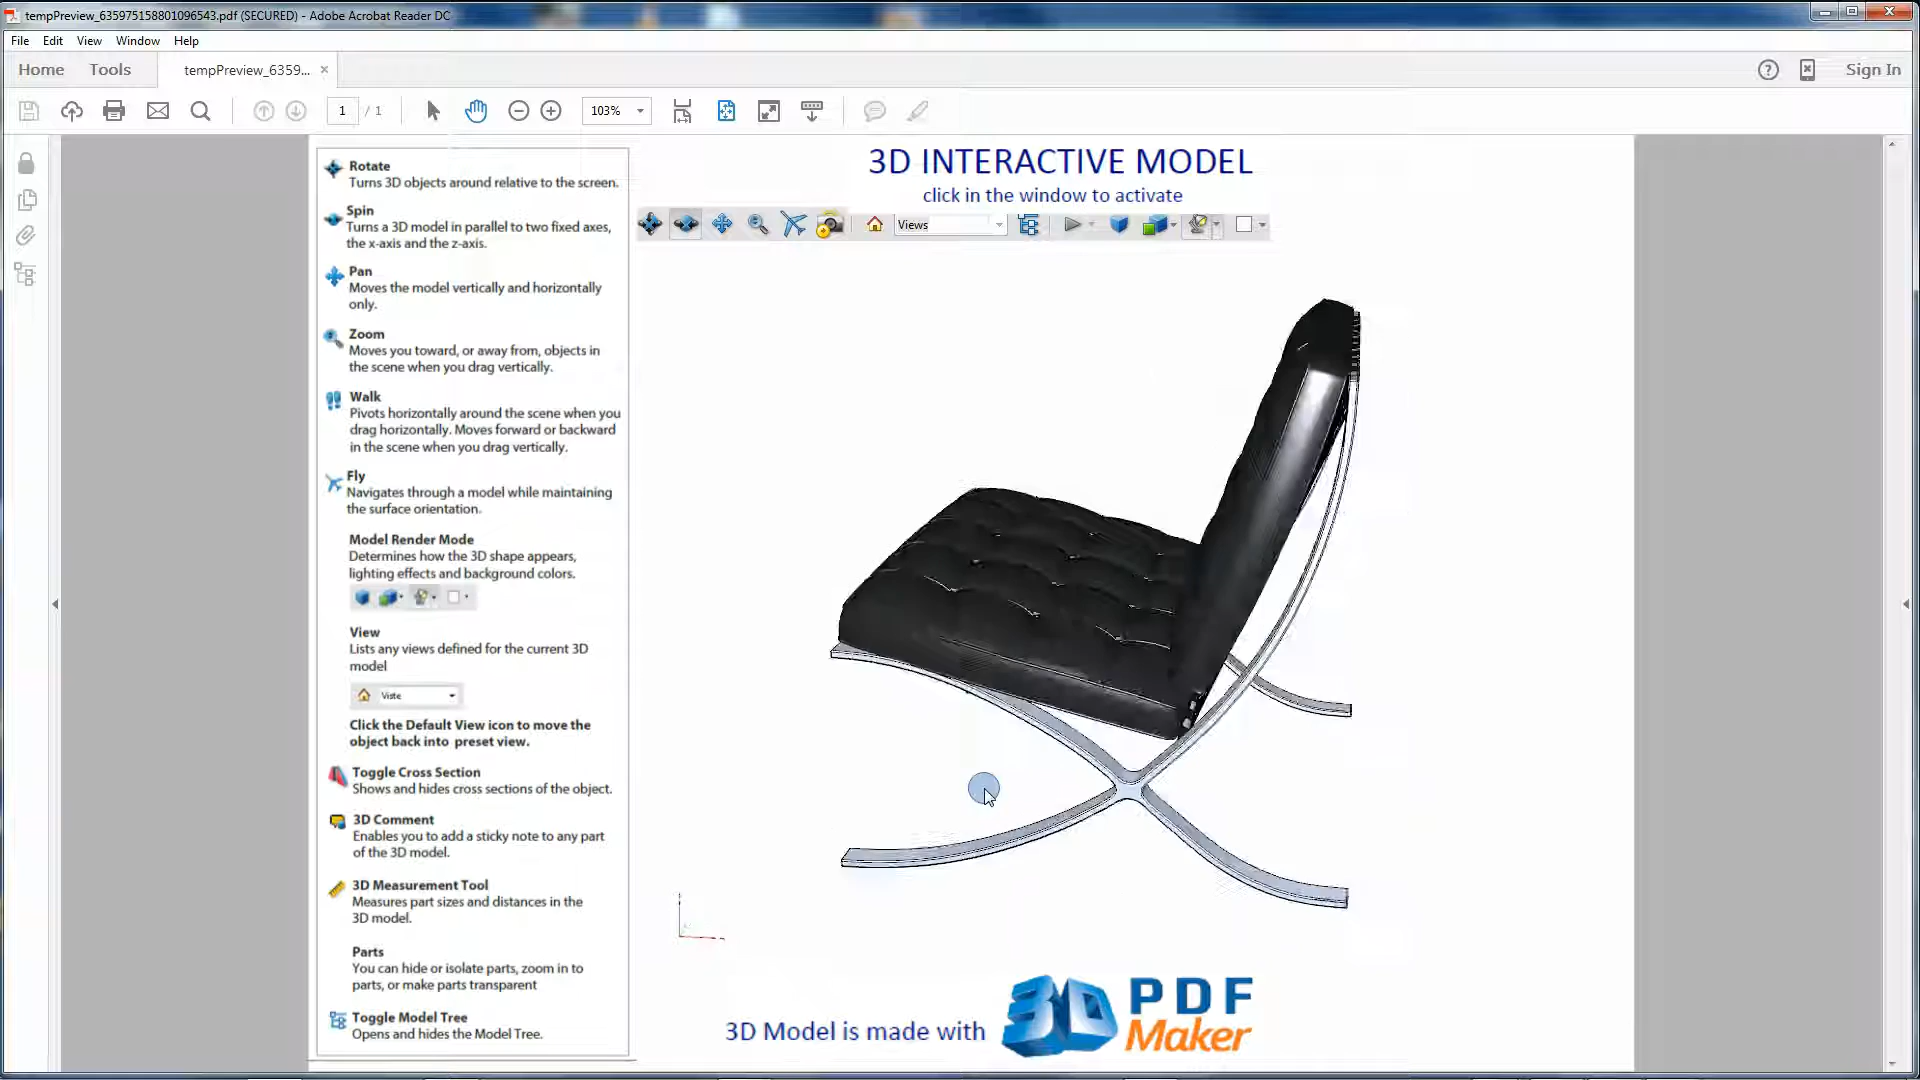 tempPreview_635975158801096543.pdf (SECURED) - Adobe Acrobat Reader DC
File Edit View Window Help
Home Tools tempPreview_6359... × Sign In
1 / 1 103%
Rotate
Turns 3D objects around relative to the screen.
Spin
Turns a 3D model in parallel to two fixed axes,
the x-axis and the z-axis.
Pan
Moves the model vertically and horizontally
only.
Zoom
Moves you toward, or away from, objects in
the scene when you drag vertically.
Walk
Pivots horizontally around the scene when you
drag horizontally. Moves forward or backward
in the scene when you drag vertically.
Fly
Navigates through a model while maintaining
the surface orientation.
Model Render Mode
Determines how the 3D shape appears,
lighting effects and background colors.
View
Lists any views defined for the current 3D
model
Viste
Click the Default View icon to move the
object back into preset view.
Toggle Cross Section
Shows and hides cross sections of the object.
3D Comment
Enables you to add a sticky note to any part
of the 3D model.
3D Measurement Tool
Measures part sizes and distances in the
3D model.
Parts
You can hide or isolate parts, zoom in to
parts, or make parts transparent
Toggle Model Tree
Opens and hides the Model Tree.
3D INTERACTIVE MODEL
click in the window to activate
Views
3D Model is made with
3D PDF
Maker